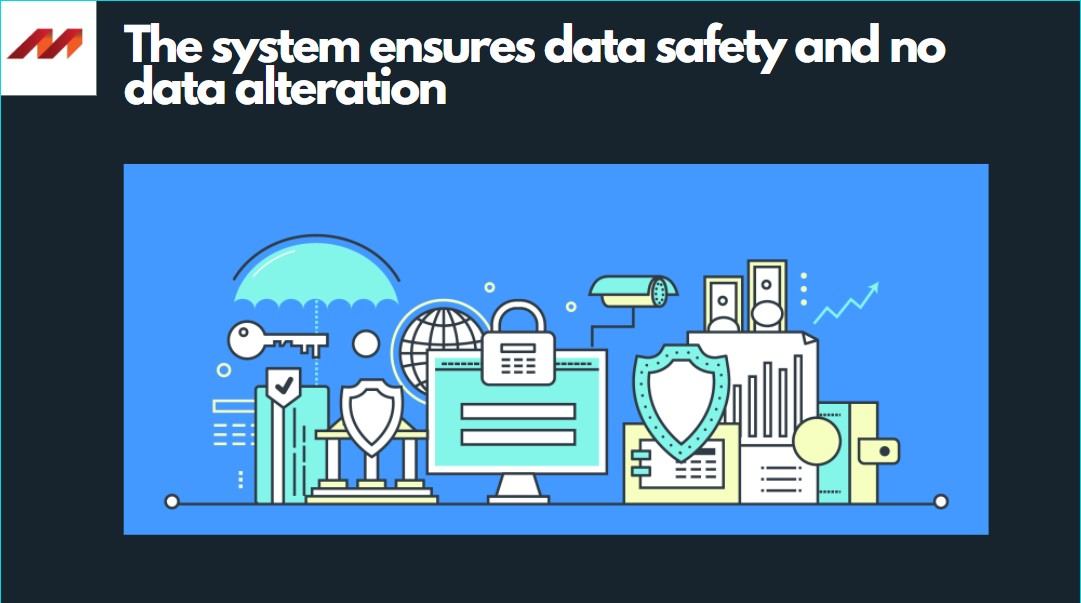 The system ensures data safety and no
data alteration